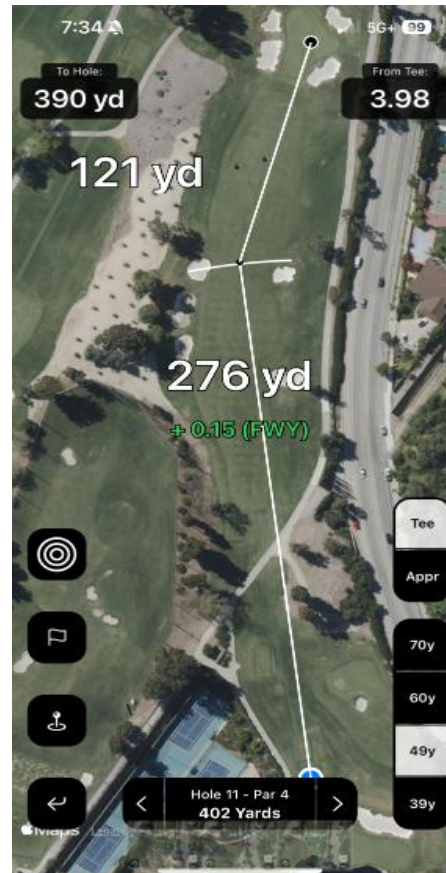 7:34
5G+ 99
To Hole:
390 yd
From Tee:
3.98
121 yd
276 yd
+ 0.15 (FWY)
Tee
Appr
70y
60y
49y
39y
Hole 11 - Par 4
402 Yards
Maps Legal